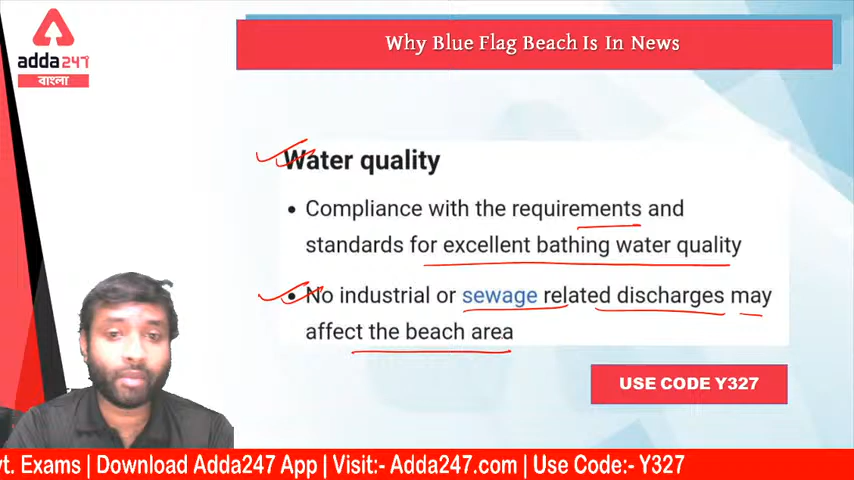 Why Blue Flag Beach Is In News
adda247
বাংলা
Water quality
• Compliance with the requirements and
standards for excellent bathing water quality
• No industrial or sewage related discharges may
affect the beach area
USE CODE Y327
vt. Exams | Download Adda247 App | Visit:- Adda247.com | Use Code:- Y327